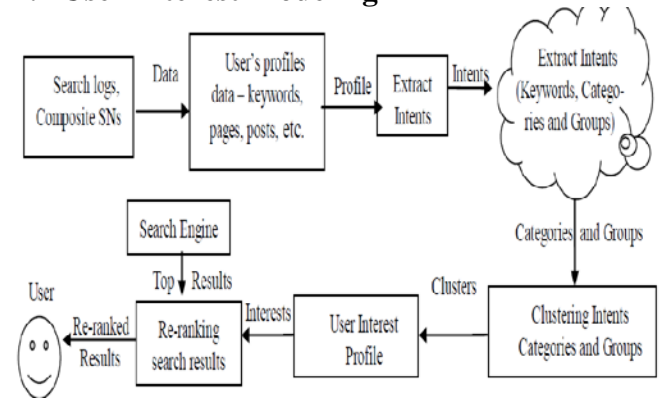 Search logs,
Composite SNs
Data
User's profiles
data – keywords,
pages, posts, etc.
Profile
Extract
Intents
Intents
Extract Intents
(Keywords, Catego-
ries and Groups)
Categories and Groups
Search Engine
Top Results
User
Re-ranked
Results
Re-ranking
search results
Interests
User Interest
Profile
Clusters
Clustering Intents
Categories and Groups